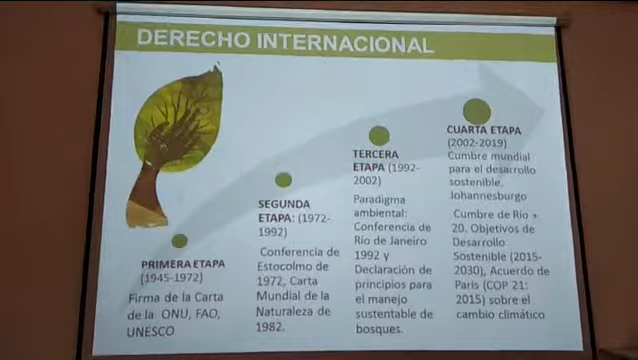 DERECHO INTERNACIONAL
PRIMERA ETAPA
(1945-1972)
Firma de la Carta
de la ONU, FAO,
UNESCO
SEGUNDA
ETAPA: (1972-
1992)
Conferencia de
Estocolmo de
1972, Carta
Mundial de la
Naturaleza de
1982.
TERCERA
ETAPA (1992-
2002)
Paradigma
ambiental:
Conferencia de
Río de Janeiro
1992 y
Declaración de
principios para
el manejo
sustentable de
bosques.
CUARTA ETAPA
(2002-2019)
Cumbre mundial
para el desarrollo
sostenible,
Johannesburgo
Cumbre de Río +
20, Objetivos de
Desarrollo
Sostenible (2015-
2030), Acuerdo de
París (COP 21:
2015) sobre el
cambio climático